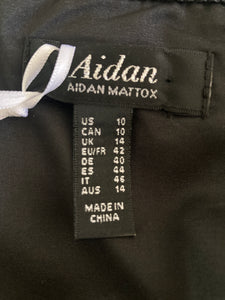 Aidan
AIDAN MATTOX
US 10
CAN 10
UK 14
EU/FR 42
DE 40
ES 44
IT 46
AUS 14
MADE IN
CHINA